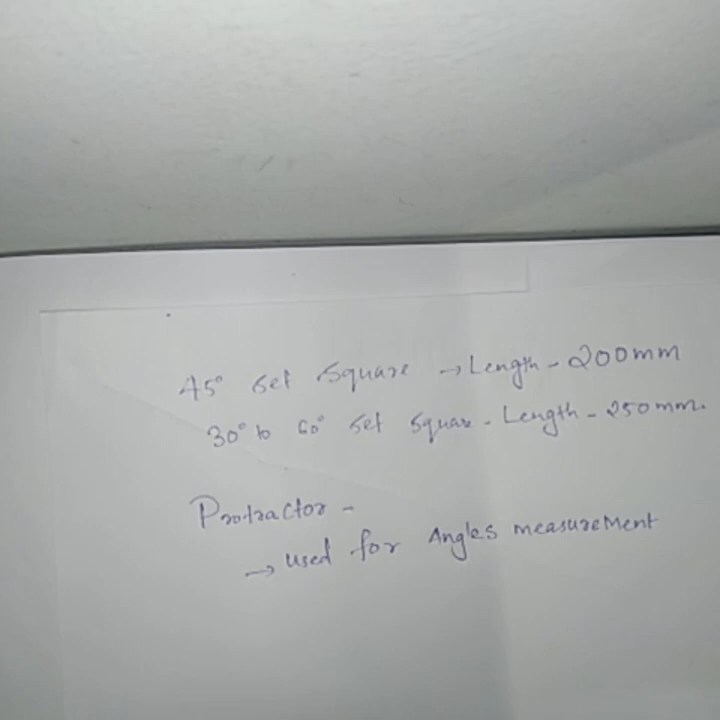 45° Set Square → Length - 200mm
30° to 60° Set Square - Length - 250mm.
Protractor -
→ Used for Angles measurement